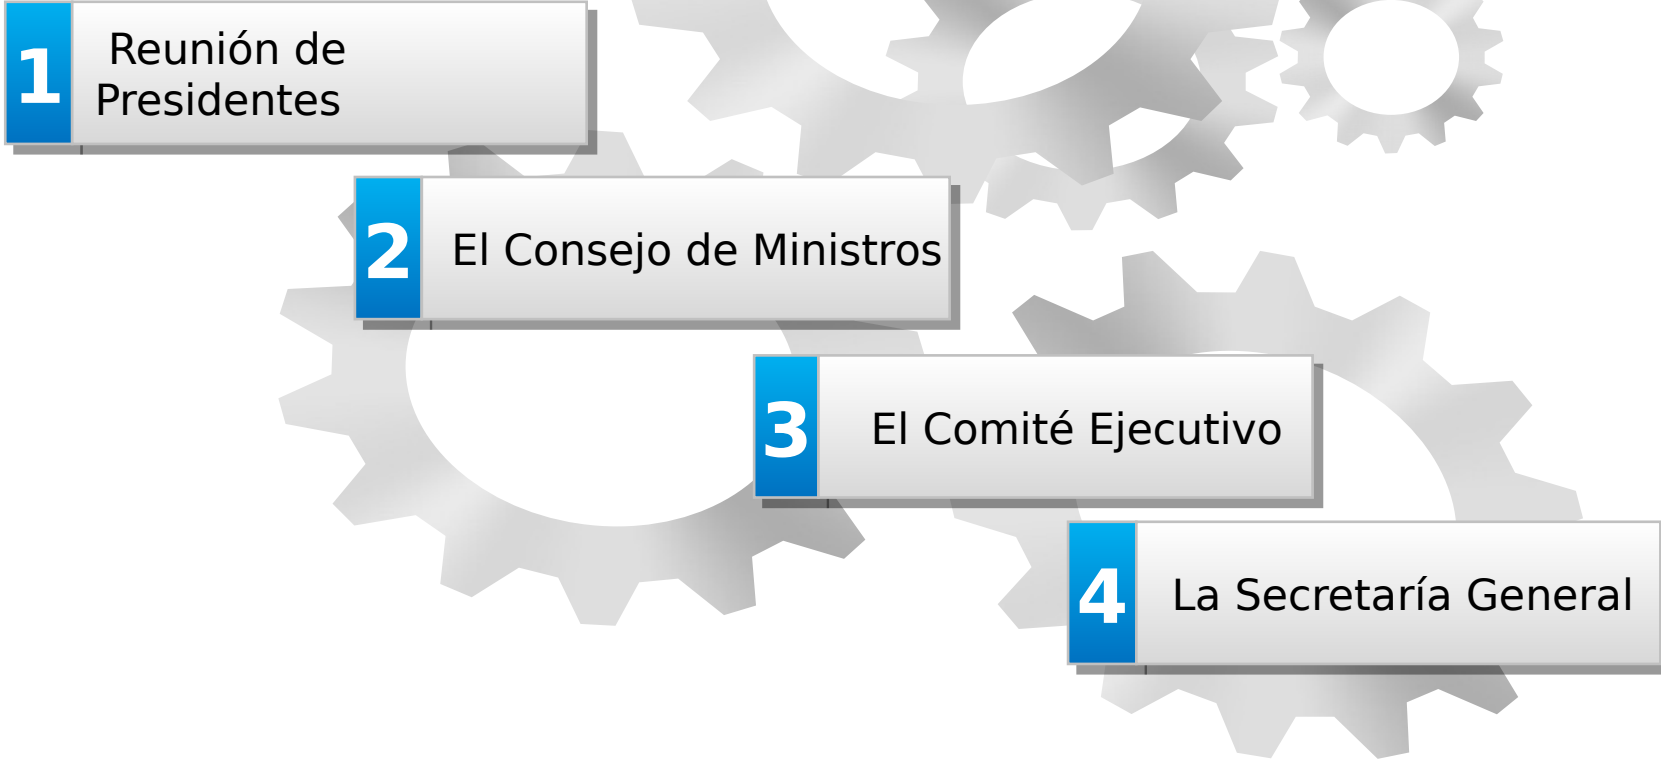 1
Reunión de
Presidentes
2
El Consejo de Ministros
3
El Comité Ejecutivo
4
La Secretaría General